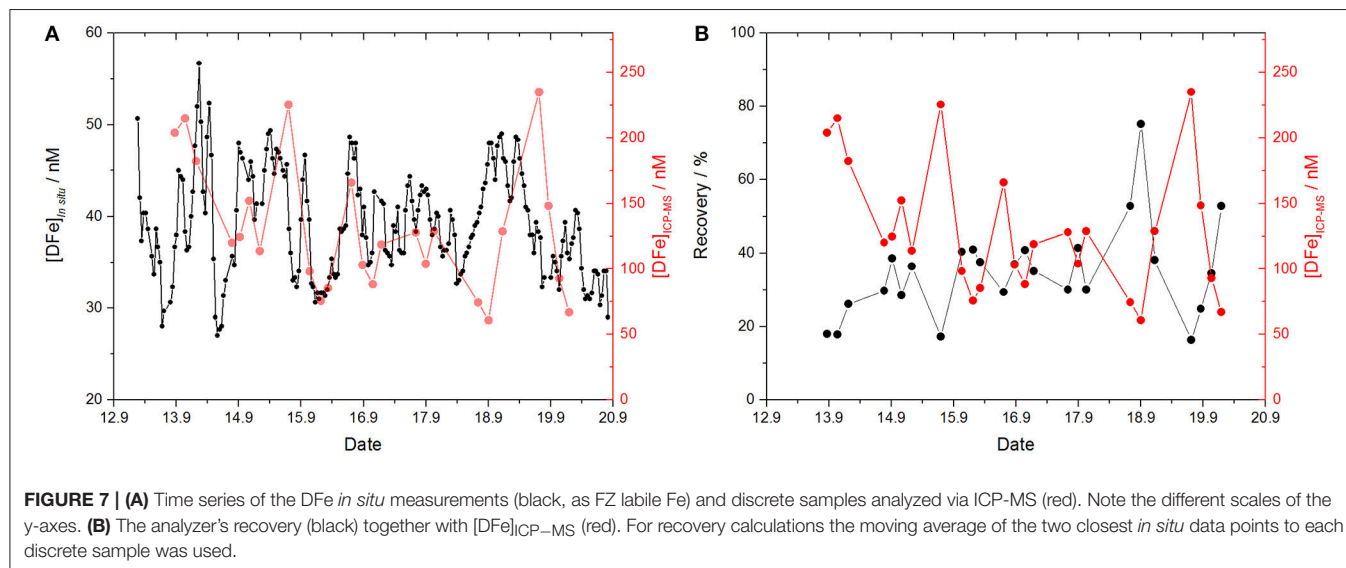 A
60
50
40
30
20
[DFe]In situ / nM
250
200
150
100
50
0
[DFe]ICP-MS / nM
12.9 13.9 14.9 15.9 16.9 17.9 18.9 19.9 20.9
Date
B
100
80
60
40
20
0
Recovery / %
250
200
150
100
50
0
[DFe]ICP-MS / nM
12.9 13.9 14.9 15.9 16.9 17.9 18.9 19.9 20.9
Date
FIGURE 7 | (A) Time series of the DFe in situ measurements (black, as FZ labile Fe) and discrete samples analyzed via ICP-MS (red). Note the different scales of the
y-axes. (B) The analyzer's recovery (black) together with [DFe]ICP−MS (red). For recovery calculations the moving average of the two closest in situ data points to each
discrete sample was used.